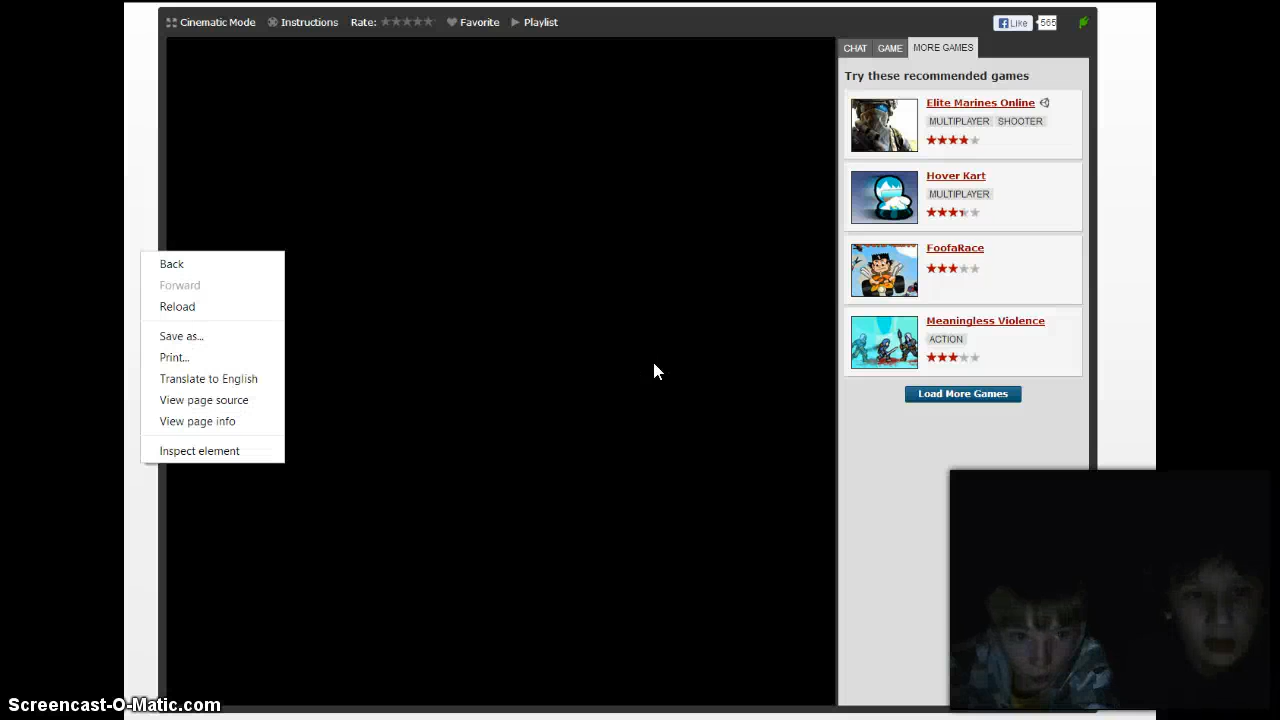 Cinematic Mode Instructions Rate: Favorite Playlist Like 565
CHAT GAME MORE GAMES
Try these recommended games
Elite Marines Online
MULTIPLAYER SHOOTER
Hover Kart
MULTIPLAYER
FoofaRace
Meaningless Violence
ACTION
Load More Games
Back
Forward
Reload
Save as...
Print...
Translate to English
View page source
View page info
Inspect element
Screencast-O-Matic.com